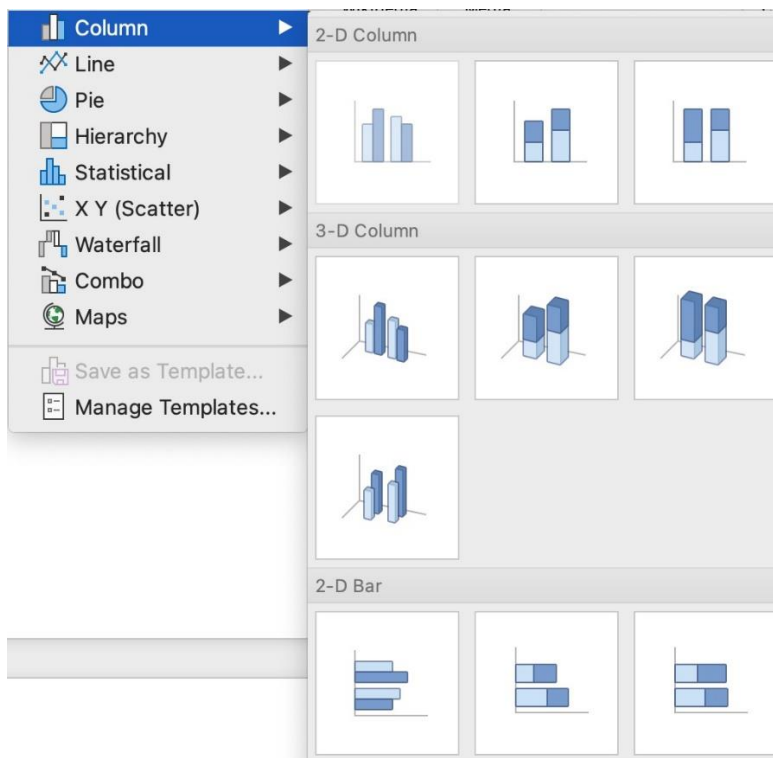 Column
Line
Pie
Hierarchy
Statistical
X Y (Scatter)
Waterfall
Combo
Maps
Save as Template...
Manage Templates...
2-D Column
3-D Column
2-D Bar